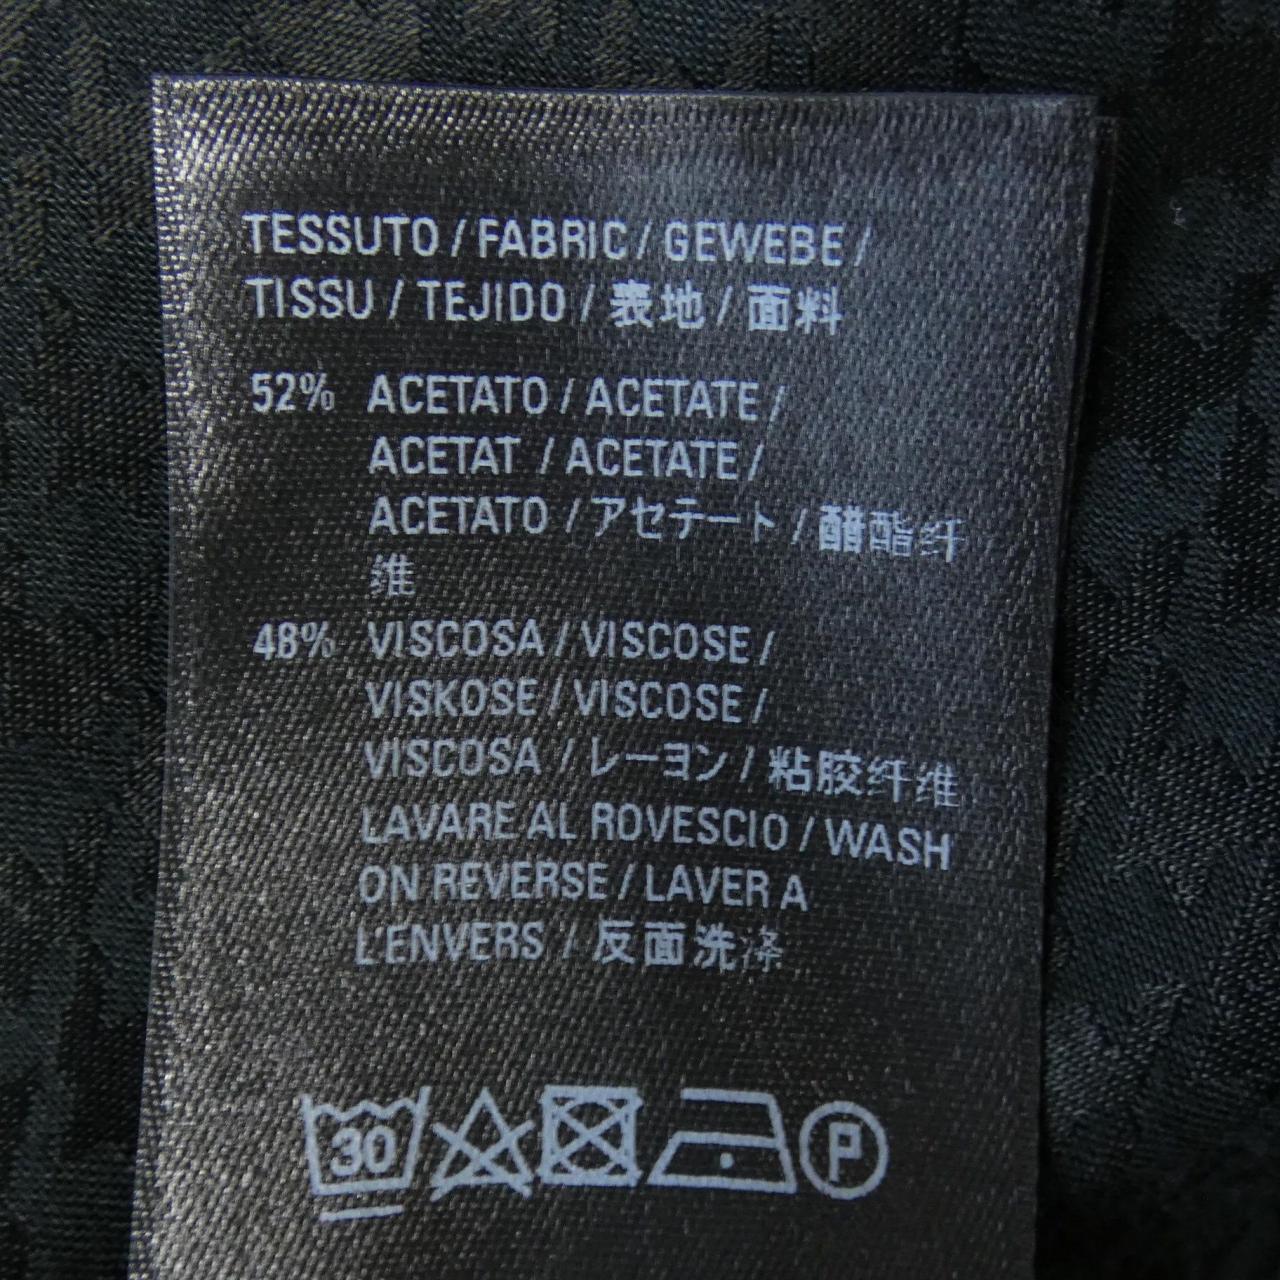 TESSUTO / FABRIC / GEWEBE /
TISSU / TEJIDO / 表地 / 面料
52% ACETATO / ACETATE /
ACETAT / ACETATE /
ACETATO / アセテート / 醋酯纤
维
48% VISCOSA / VISCOSE /
VISKOSE / VISCOSE /
VISCOSA / レーヨン / 粘胶纤维
LAVARE AL ROVESCIO / WASH
ON REVERSE / LAVER A
L'ENVERS / 反面洗涤
30 P